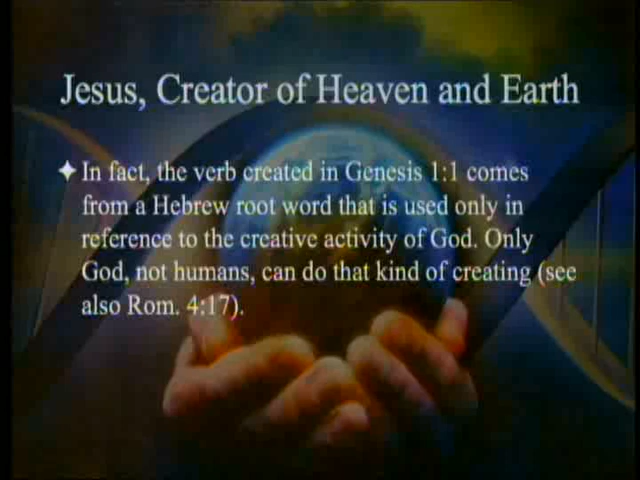 Jesus, Creator of Heaven and Earth
In fact, the verb created in Genesis 1:1 comes
from a Hebrew root word that is used only in
reference to the creative activity of God. Only
God, not humans, can do that kind of creating (see
also Rom. 4:17).